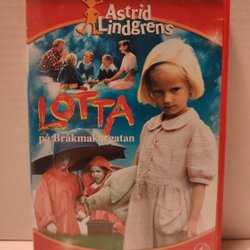 Astrid
Lindgrens
LOTTA
på Bråkmakargatan